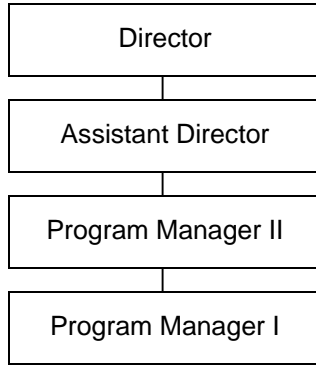 Director
Assistant Director
Program Manager II
Program Manager I